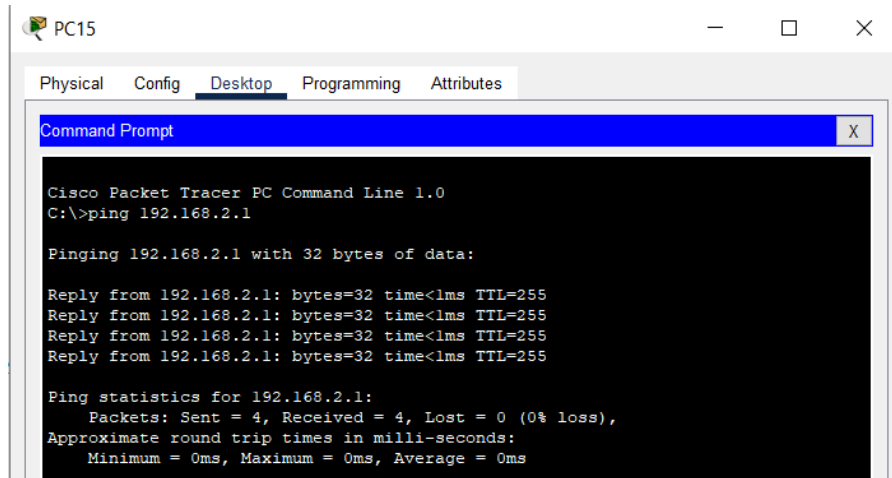 PC15
Physical Config Desktop Programming Attributes
Command Prompt
X
Cisco Packet Tracer PC Command Line 1.0
C:\>ping 192.168.2.1
Pinging 192.168.2.1 with 32 bytes of data:
Reply from 192.168.2.1: bytes=32 time<1ms TTL=255
Reply from 192.168.2.1: bytes=32 time<1ms TTL=255
Reply from 192.168.2.1: bytes=32 time<1ms TTL=255
Reply from 192.168.2.1: bytes=32 time<1ms TTL=255
Ping statistics for 192.168.2.1:
Packets: Sent = 4, Received = 4, Lost = 0 (0% loss),
Approximate round trip times in milli-seconds:
Minimum = 0ms, Maximum = 0ms, Average = 0ms